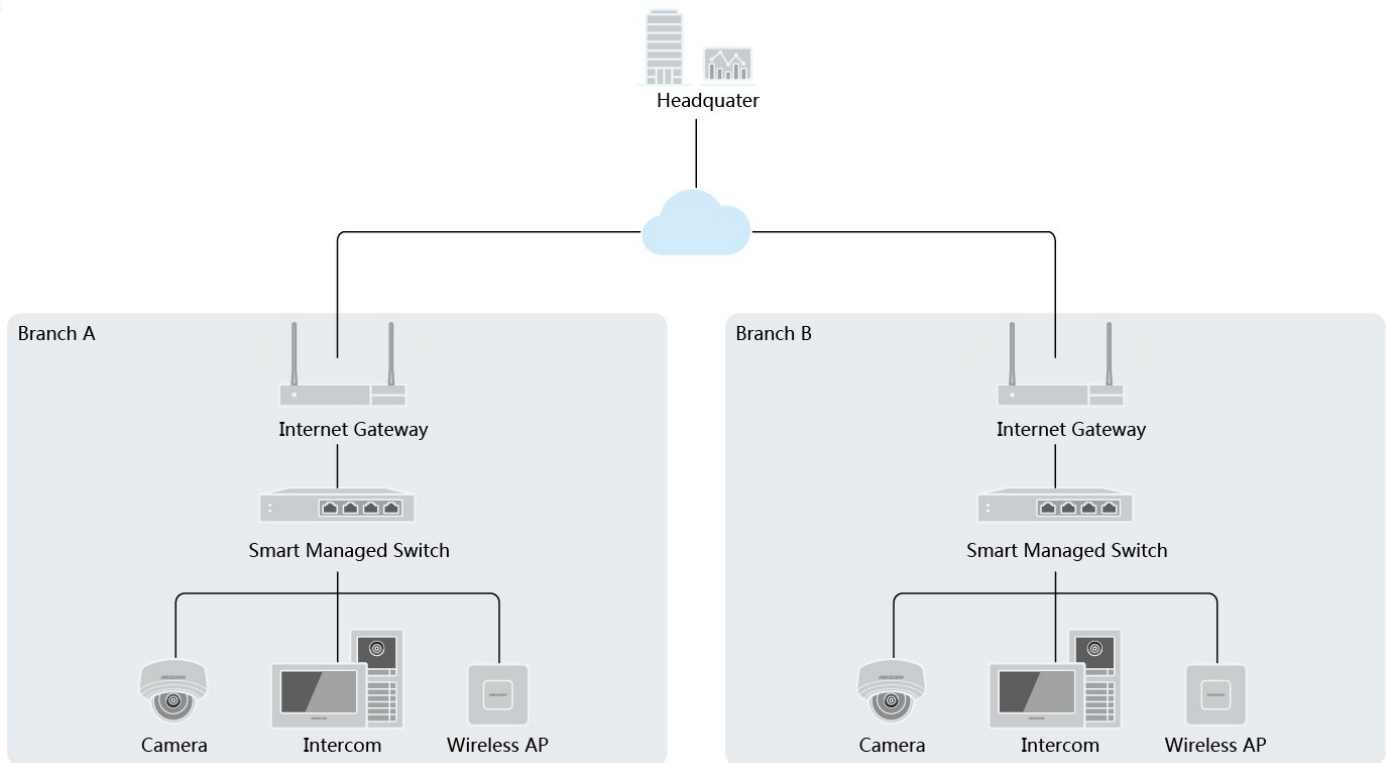 Headquater
Branch A
Branch B
Internet Gateway
Internet Gateway
Smart Managed Switch
Smart Managed Switch
Camera
Intercom
Wireless AP
Camera
Intercom
Wireless AP